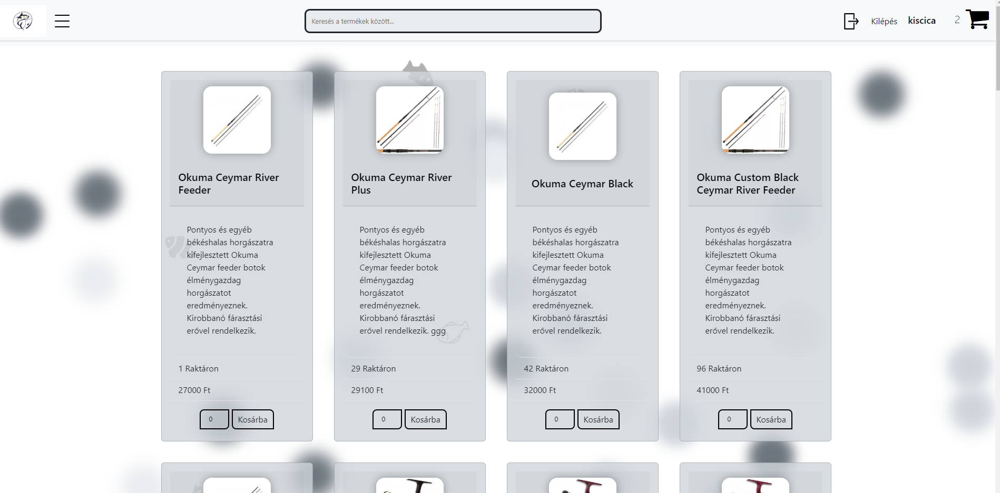 Keresés a termékek között...
Kilépés
kiscica
2
Okuma Ceymar River
Feeder
Pontyos és egyéb
békéshalas horgászatra
kifejlesztett Okuma
Ceymar feeder botok
élménygazdag
horgászatot
eredményeznek.
Kirobbanó fárasztási
erővel rendelkezik.
1 Raktáron
27000 Ft
0
Kosárba
Okuma Ceymar River
Plus
Pontyos és egyéb
békéshalas horgászatra
kifejlesztett Okuma
Ceymar feeder botok
élménygazdag
horgászatot
eredményeznek.
Kirobbanó fárasztási
erővel rendelkezik. ggg
29 Raktáron
29100 Ft
0
Kosárba
Okuma Ceymar Black
Pontyos és egyéb
békéshalas horgászatra
kifejlesztett Okuma
Ceymar feeder botok
élménygazdag
horgászatot
eredményeznek.
Kirobbanó fárasztási
erővel rendelkezik.
42 Raktáron
32000 Ft
0
Kosárba
Okuma Custom Black
Ceymar River Feeder
Pontyos és egyéb
békéshalas horgászatra
kifejlesztett Okuma
Ceymar feeder botok
élménygazdag
horgászatot
eredményeznek.
Kirobbanó fárasztási
erővel rendelkezik.
96 Raktáron
41000 Ft
0
Kosárba